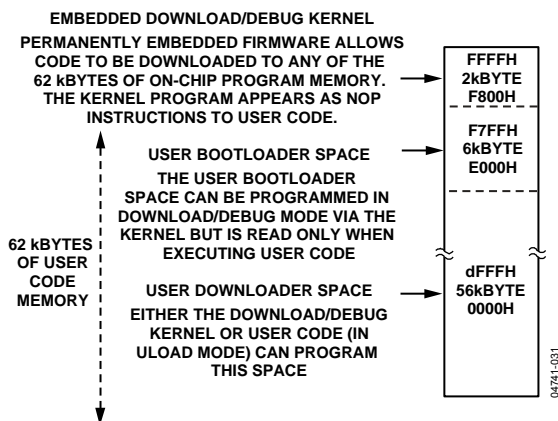 EMBEDDED DOWNLOAD/DEBUG KERNEL
PERMANENTLY EMBEDDED FIRMWARE ALLOWS
CODE TO BE DOWNLOADED TO ANY OF THE
62 kBYTES OF ON-CHIP PROGRAM MEMORY.
THE KERNEL PROGRAM APPEARS AS NOP
INSTRUCTIONS TO USER CODE.
FFFFH
2kBYTE
F800H
USER BOOTLOADER SPACE
THE USER BOOTLOADER
SPACE CAN BE PROGRAMMED IN
DOWNLOAD/DEBUG MODE VIA THE
KERNEL BUT IS READ ONLY WHEN
EXECUTING USER CODE
F7FFH
6kBYTE
E000H
62 kBYTES
OF USER
CODE
MEMORY
USER DOWNLOADER SPACE
EITHER THE DOWNLOAD/DEBUG
KERNEL OR USER CODE (IN
ULOAD MODE) CAN PROGRAM
THIS SPACE
dFFFH
56kBYTE
0000H
04741-031